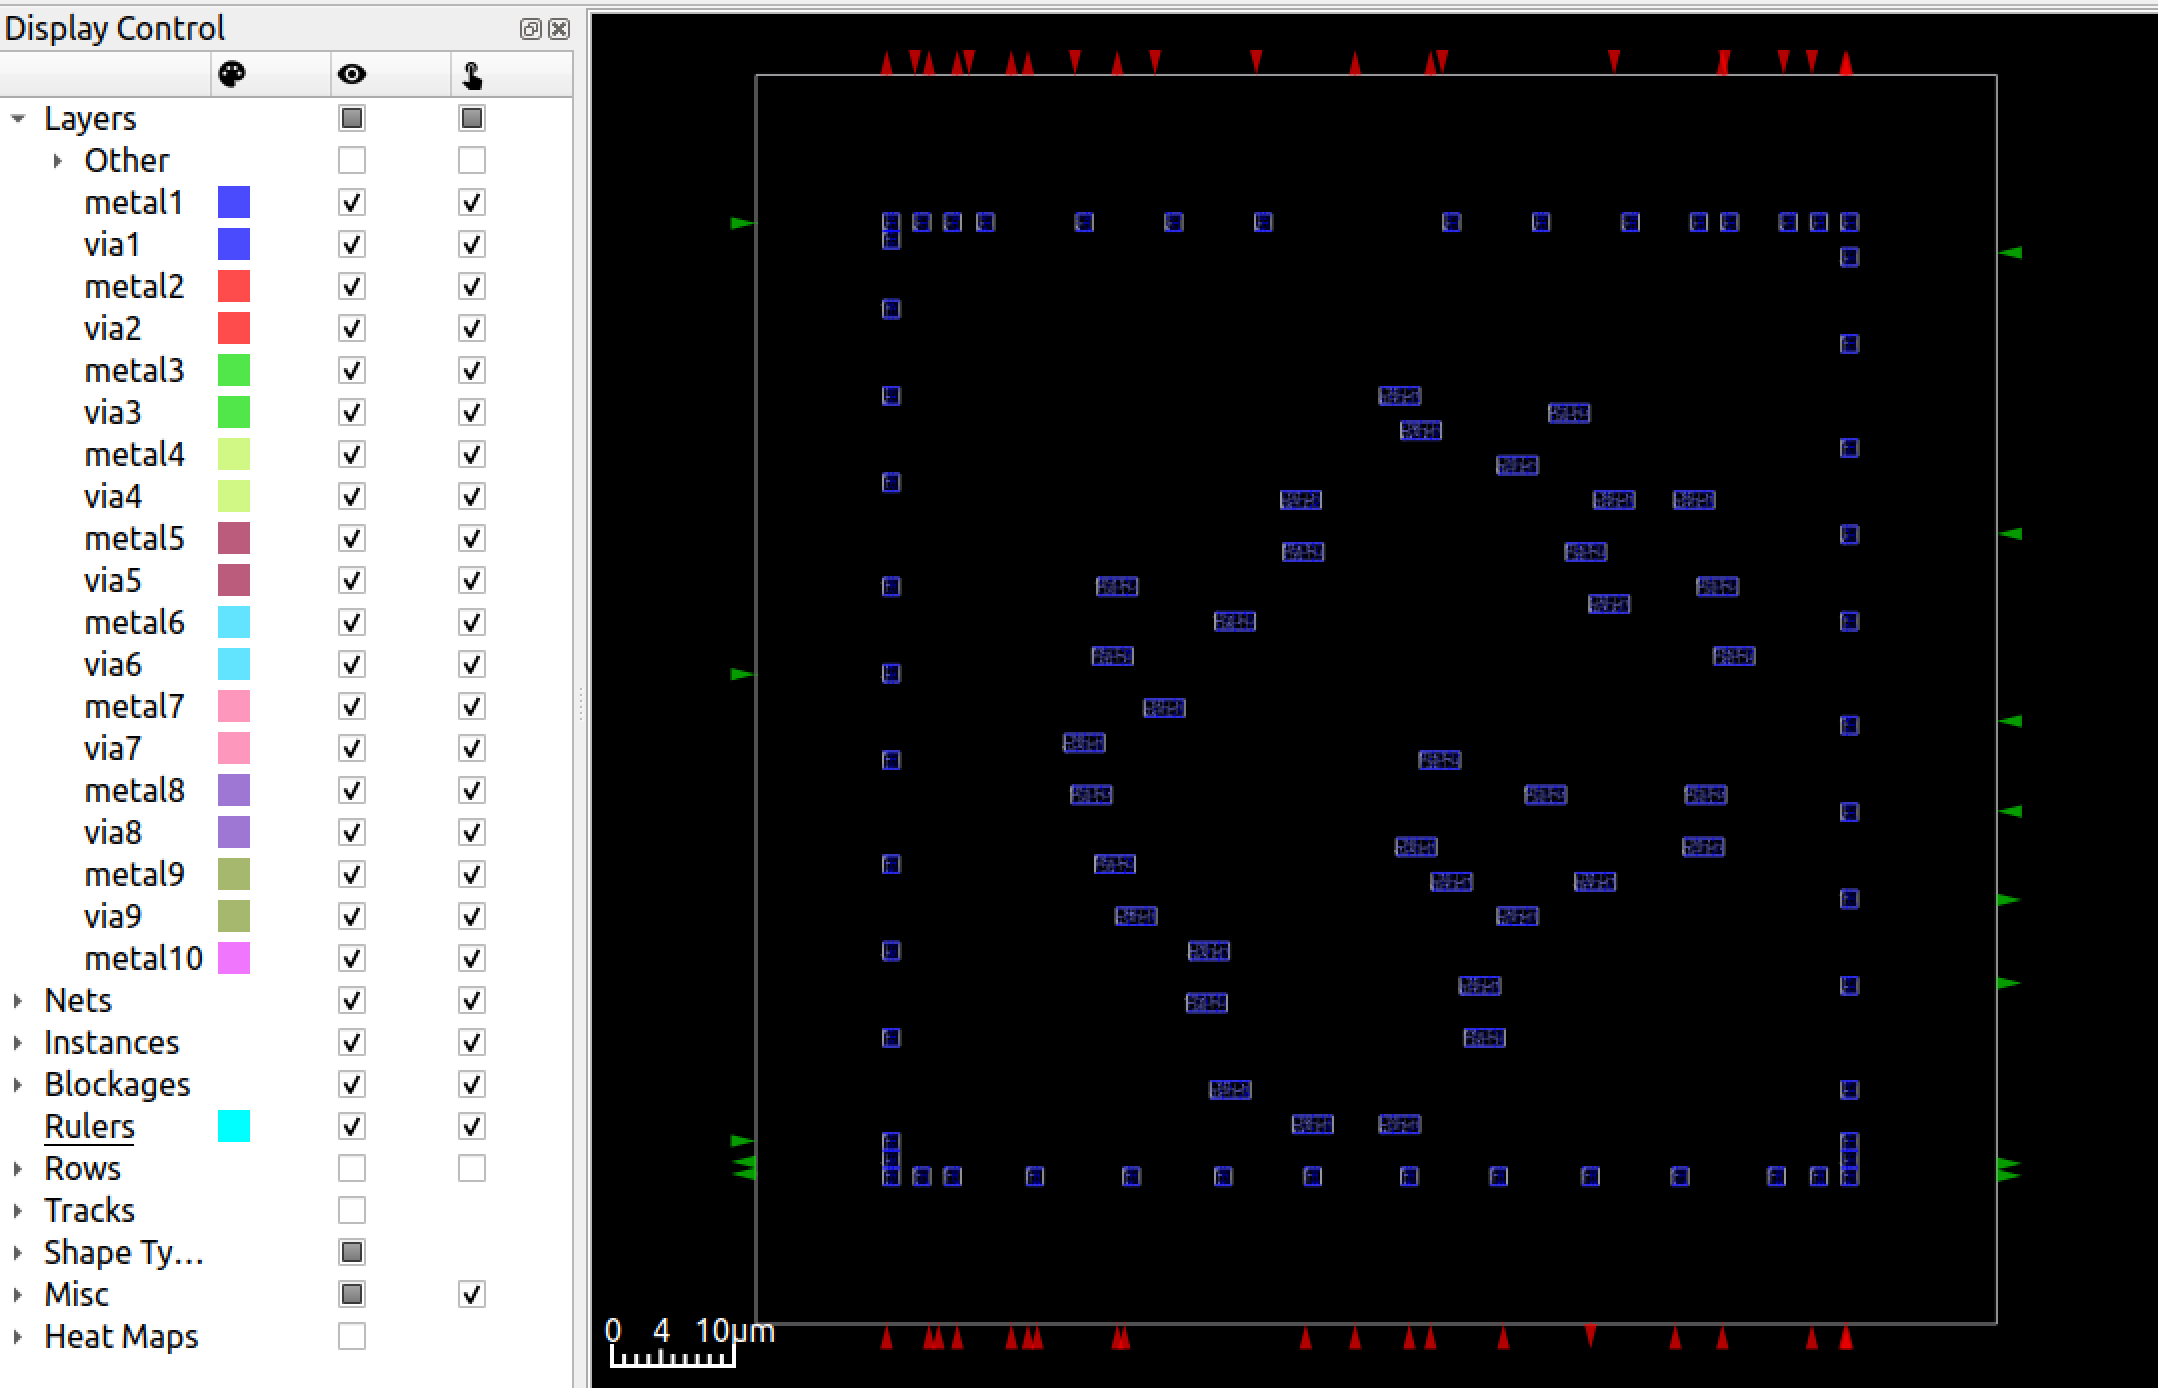 Display Control
Layers
Other
metal1
via1
metal2
via2
metal3
via3
metal4
via4
metal5
via5
metal6
via6
metal7
via7
metal8
via8
metal9
via9
metal10
Nets
Instances
Blockages
Rulers
Rows
Tracks
Shape Ty...
Misc
Heat Maps
0 4 10μm